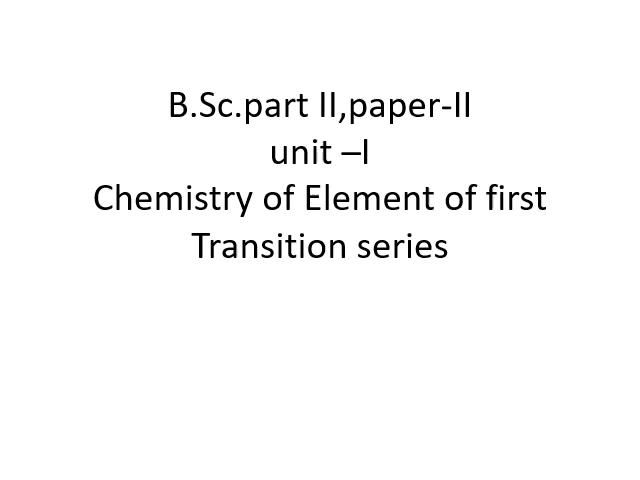 B.Sc.part II,paper-II
unit –I
Chemistry of Element of first
Transition series